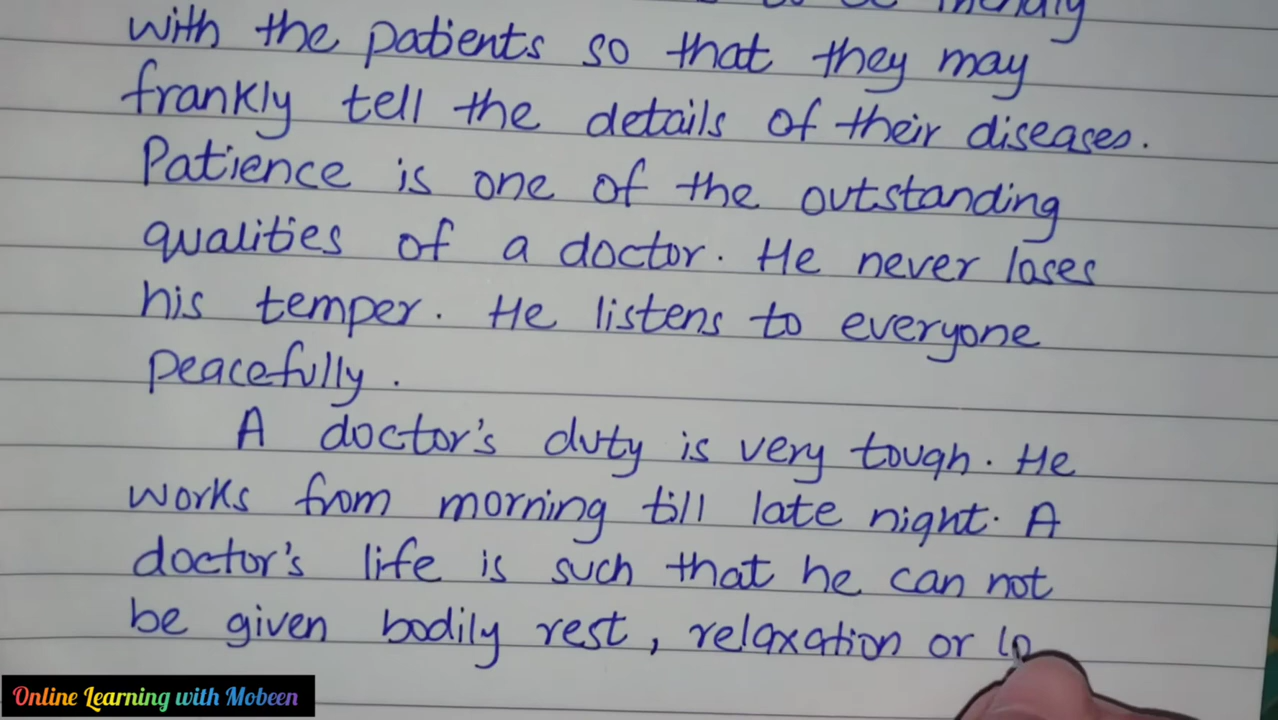 friendly
with the patients so that they may
frankly tell the details of their diseases.
Patience is one of the outstanding
qualities of a doctor. He never loses
his temper. He listens to everyone
peacefully.
A doctor's duty is very tough. He
works from morning till late night. A
doctor's life is such that he can not
be given bodily rest, relaxation or
Online Learning with Mobeen